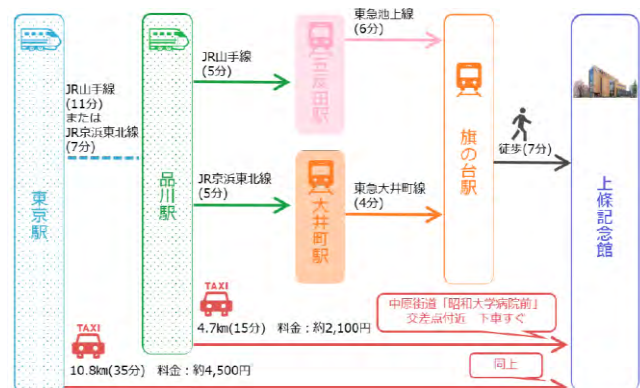 東急池上線
(6分)
JR山手線
(5分)
五反田駅
JR山手線
(11分)
または
JR京浜東北線
(7分)
旗の台駅
徒歩(7分)
品川駅
JR京浜東北線
(5分)
大井町駅
東急大井町線
(4分)
東京駅
上條記念館
TAXI
4.7km(15分) 料金:約2,100円
中原街道「昭和大学病院前」
交差点付近 下車すぐ
TAXI
10.8km(35分) 料金:約4,500円
同上